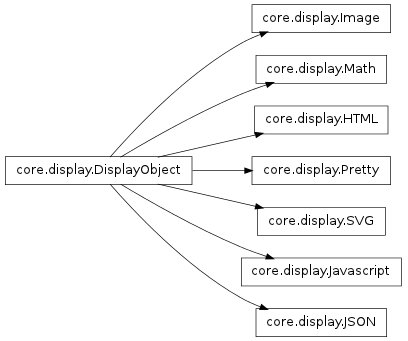 core.display.Image
core.display.Math
core.display.HTML
core.display.DisplayObject
core.display.Pretty
core.display.SVG
core.display.Javascript
core.display.JSON